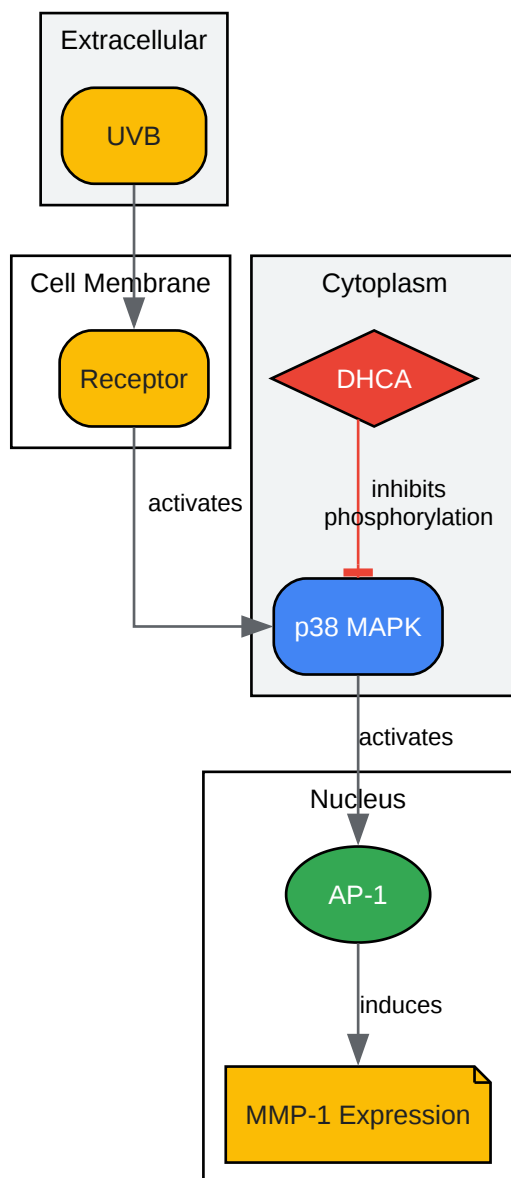 Extracellular
UVB
Cell Membrane
Receptor
Cytoplasm
DHCA
activates
inhibits
phosphorylation
p38 MAPK
activates
Nucleus
AP-1
induces
MMP-1 Expression